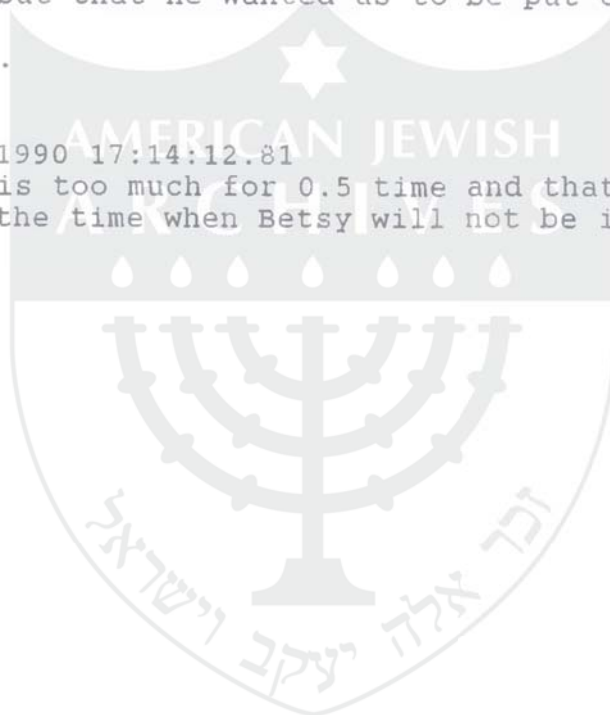 but that he wanted us to be put
.
1990 17:14:12.81
is too much for 0.5 time and that
the time when Betsy will not be
AMERICAN JEWISH
ARCHIVES
זכר אלה יעקב וישראל